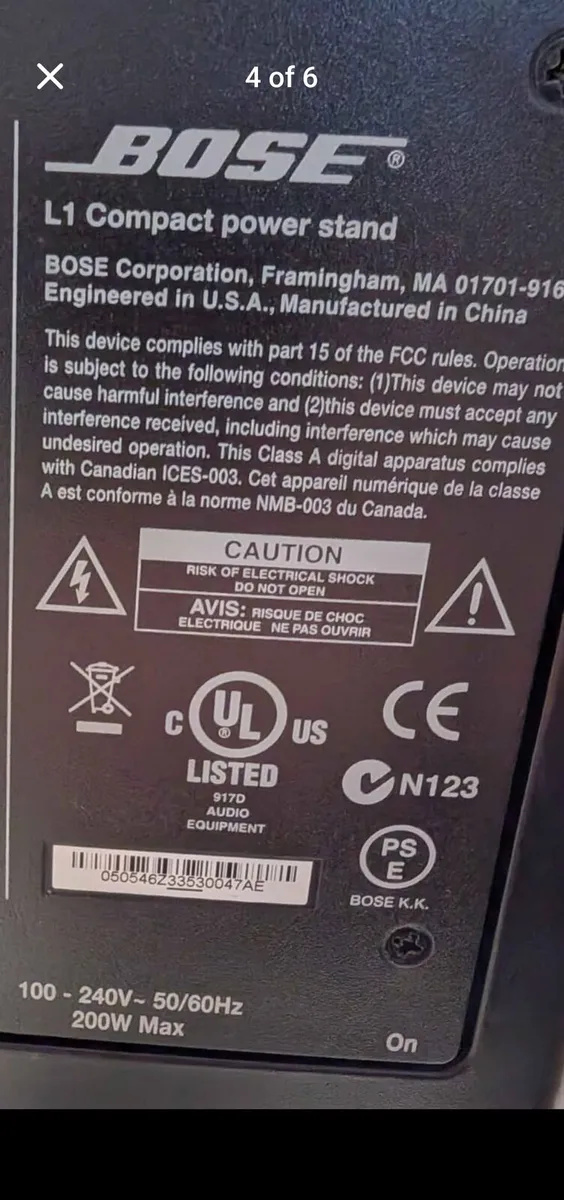 4 of 6
BOSE®
L1 Compact power stand
BOSE Corporation, Framingham, MA 01701-916
Engineered in U.S.A., Manufactured in China
This device complies with part 15 of the FCC rules. Operation
is subject to the following conditions: (1)This device may not
cause harmful interference and (2)this device must accept any
interference received, including interference which may cause
undesired operation. This Class A digital apparatus complies
with Canadian ICES-003. Cet appareil numérique de la classe
A est conforme à la norme NMB-003 du Canada.
CAUTION
RISK OF ELECTRICAL SHOCK
DO NOT OPEN
AVIS: RISQUE DE CHOC
ELECTRIQUE NE PAS OUVRIR
C UL® US
LISTED
917D
AUDIO
EQUIPMENT
CE
N123
PS
E
BOSE K.K.
050546Z33530047AE
100 - 240V~ 50/60Hz
200W Max
On